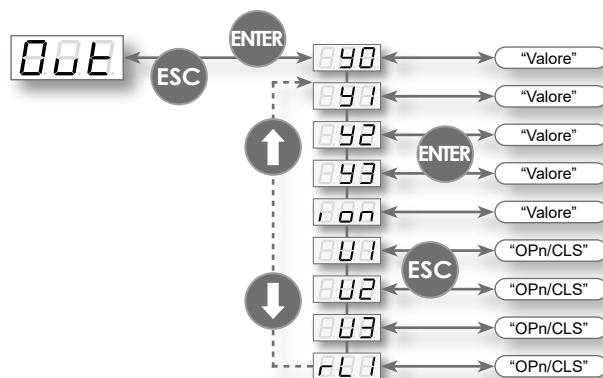 Out
ENTER
ESC
Y0 "Valore"
Y1 "Valore"
Y2 "Valore"
ENTER
Y3 "Valore"
ion "Valore"
U1 "OPn/CLS"
ESC
U2 "OPn/CLS"
U3 "OPn/CLS"
rL1 "OPn/CLS"